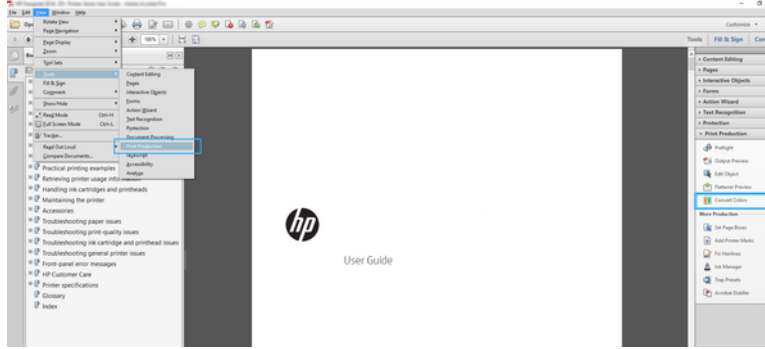 File Edit View Window Help
Rotate View
Page Navigation
Page Display
Zoom
Tool Sets
Tools
Fill & Sign
Comment
Show/Hide
Read Mode Ctrl+H
Full Screen Mode Ctrl+L
Tracker...
Read Out Loud
Compare Documents...
Content Editing
Pages
Interactive Objects
Forms
Action Wizard
Text Recognition
Protection
Document Processing
Print Production
JavaScript
Accessibility
Analyze
100%
Customize
Tools Fill & Sign
Practical printing examples
Retrieving printer usage
Handling ink cartridges and printheads
Maintaining the printer
Accessories
Troubleshooting paper issues
Troubleshooting print-quality issues
Troubleshooting ink cartridge and printhead issues
Troubleshooting general printer issues
Front-panel error messages
HP Customer Care
Printer specifications
Glossary
Index
hp
User Guide
Content Editing
Pages
Interactive Objects
Forms
Action Wizard
Text Recognition
Protection
Print Production
Preflight
Output Preview
Edit Object
Flattener Preview
Convert Colors
More Production
Set Page Boxes
Add Printer Marks
Fix Hairlines
Ink Manager
Trap Presets
Acrobat Distiller